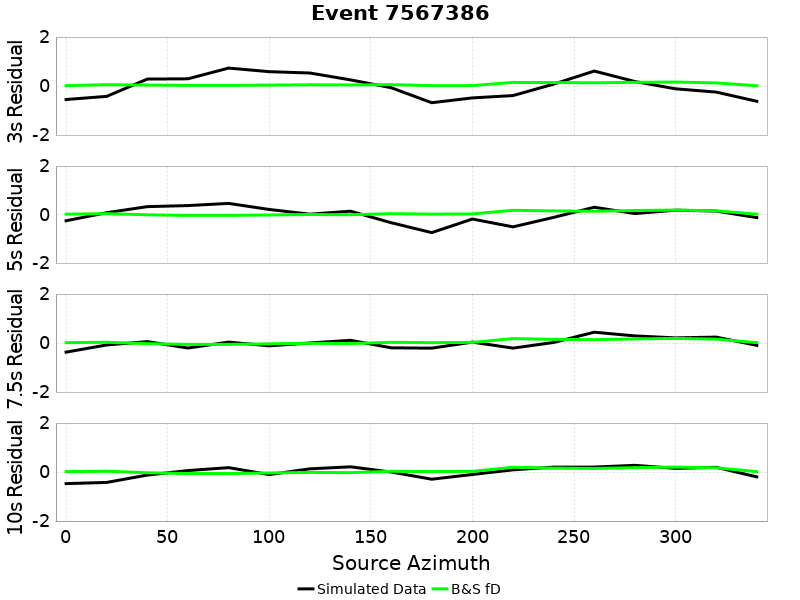 Event 7567386
3s Residual
2
0
-2
5s Residual
2
0
-2
7.5s Residual
2
0
-2
10s Residual
2
0
-2
0 50 100 150 200 250 300
Source Azimuth
Simulated Data B&S fD